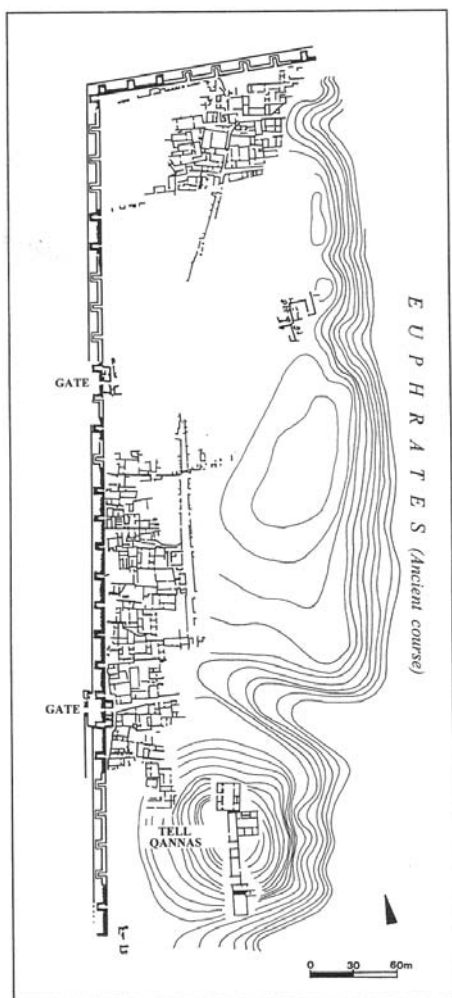 GATE
EUPHRATES (Ancient course)
GATE
TELL
QANNAS
0 30 60m